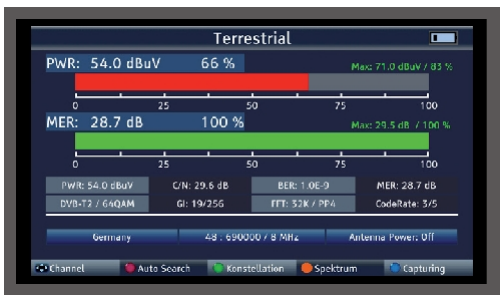 Terrestrial
PWR: 54.0 dBuV 66 % Max: 71.0 dBuV / 83 %
0 25 50 75 100
MER: 28.7 dB 100 % Max: 29.5 dB / 100 %
0 25 50 75 100
PWR: 54.0 dBuV C/N: 29.6 dB BER: 1.0E-9 MER: 28.7 dB
DVB-T2 / 64QAM GI: 19/256 FFT: 32K / PP4 CodeRate: 3/5
Germany 48 : 690000 / 8 MHz Antenna Power: Off
Channel Auto Search Konstellation Spektrum Capturing